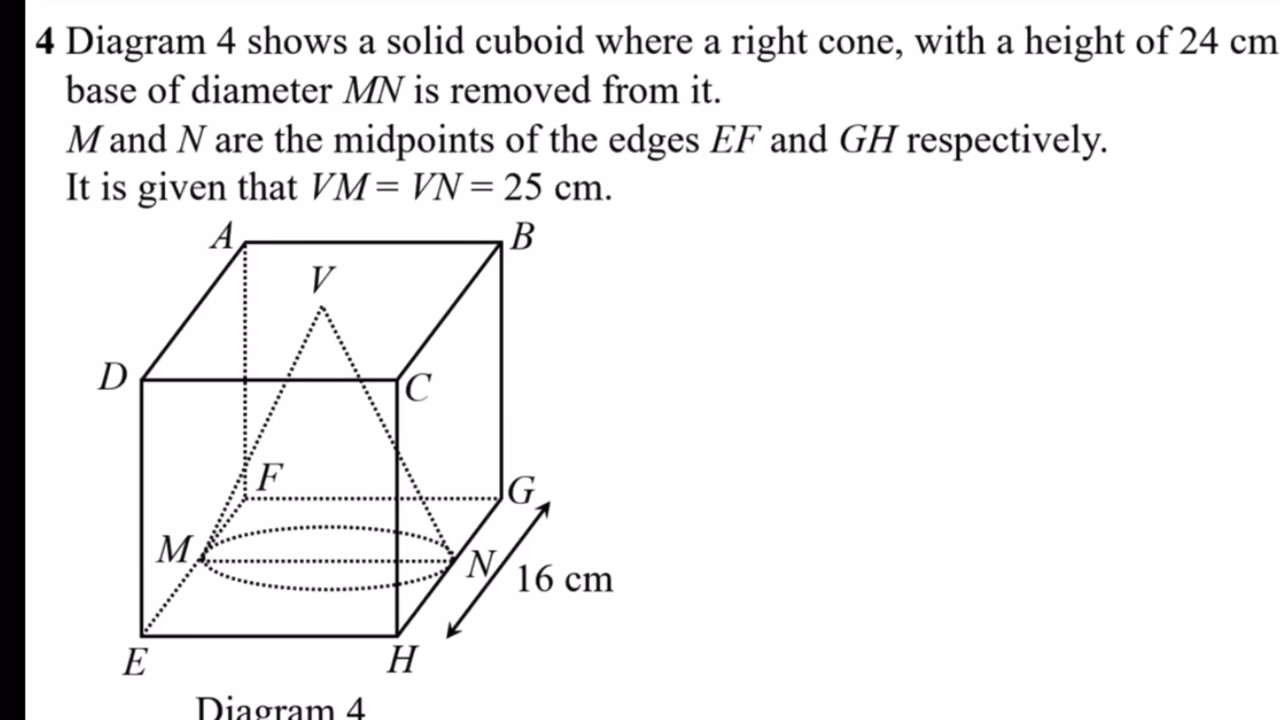 4 Diagram 4 shows a solid cuboid where a right cone, with a height of 24 cm
base of diameter MN is removed from it.
M and N are the midpoints of the edges EF and GH respectively.
It is given that VM = VN = 25 cm.
A
B
V
D
C
F
G
M
N
16 cm
E
H
Diagram 4